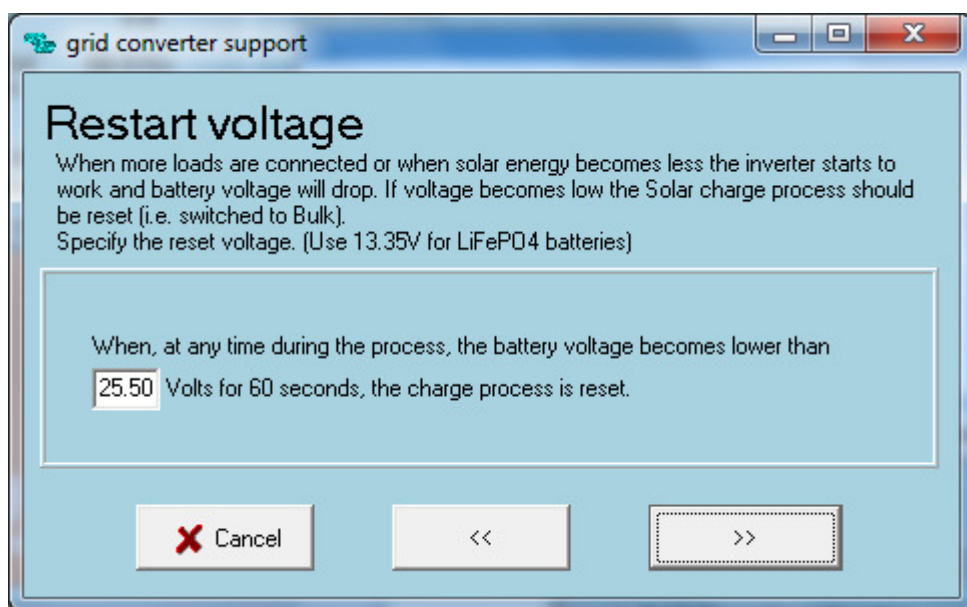 grid converter support
Restart voltage
When more loads are connected or when solar energy becomes less the inverter starts to
work and battery voltage will drop. If voltage becomes low the Solar charge process should
be reset (i.e. switched to Bulk).
Specify the reset voltage. (Use 13.35V for LiFePO4 batteries)
When, at any time during the process, the battery voltage becomes lower than
25.50 Volts for 60 seconds, the charge process is reset.
Cancel << >>